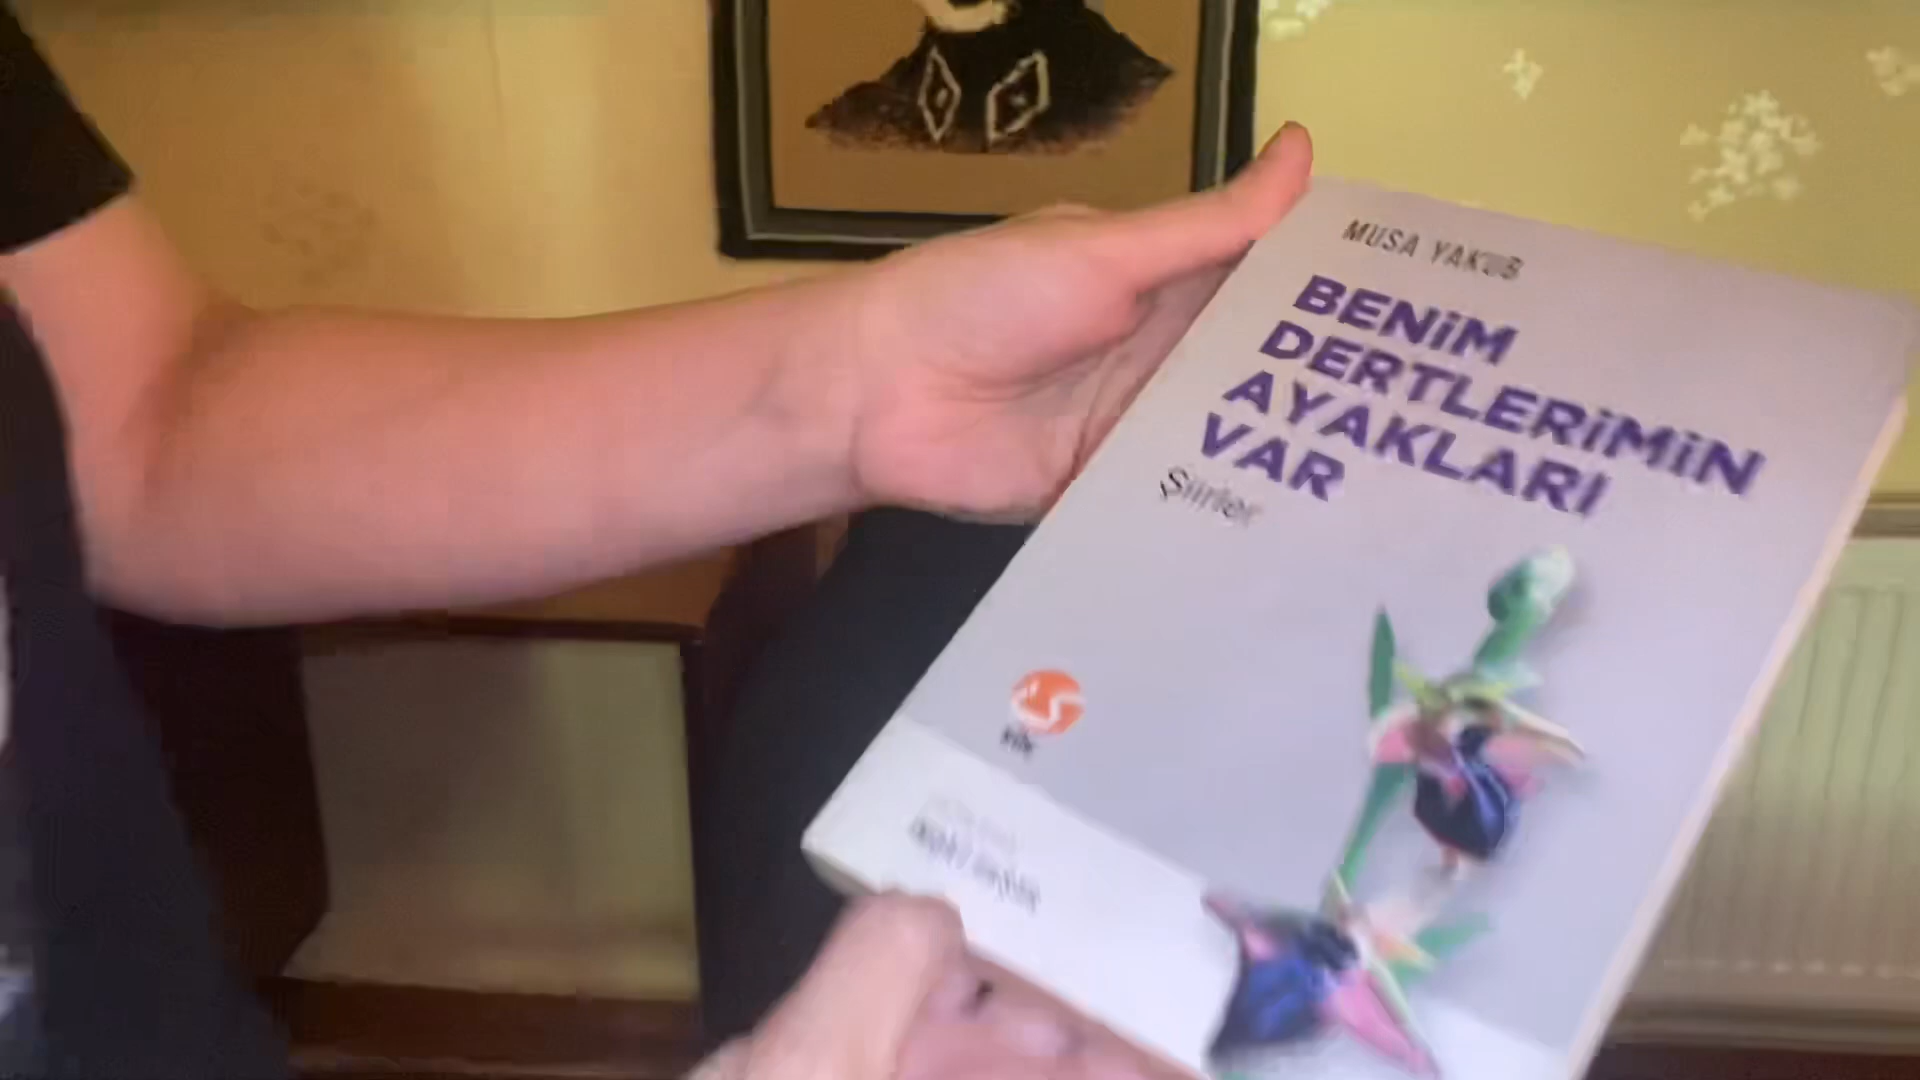 MUSA YAKUB
BENİM
DERTLERİMİN
AYAKLARI
VAR
Şiirler